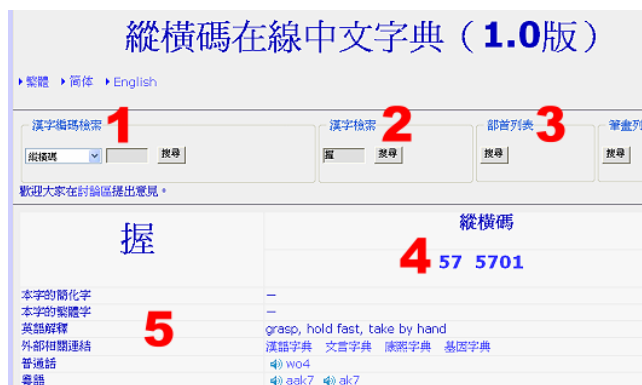 縱橫碼在線中文字典（1.0版）
繁體 简体 English
漢字編碼檢索 1 漢字檢索 2 部首列表 3 筆畫列
縱橫碼 搜尋 握 搜尋 搜尋 搜尋
歡迎大家在討論區提出意見。
握 縱橫碼
4 57 5701
本字的簡化字 —
本字的繁體字 —
英語解釋 grasp, hold fast, take by hand
5
外部相關連結 漢語字典 文言字典 康熙字典 基因字典
普通話 wo4
粵語 aak7 ak7